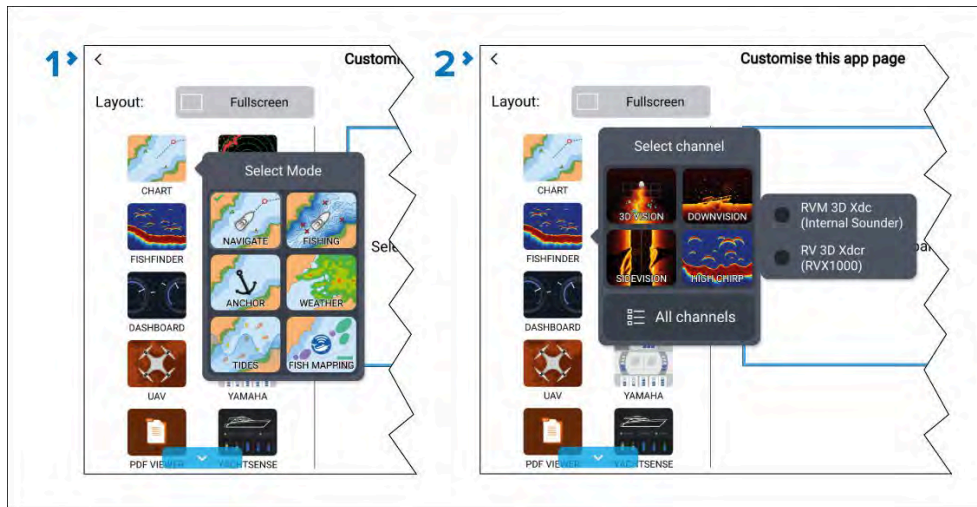 1
Custom
Layout:
Fullscreen
Select Mode
CHART
NAVIGATE
FISHING
FISHFINDER
Sele
ANCHOR
WEATHER
DASHBOARD
TIDES
FISH MAPPING
UAV
YAMAHA
PDF VIEWER
YACHTSENSE
2
Customise this app page
Layout:
Fullscreen
Select channel
CHART
3D VISION
DOWNVISION
RVM 3D Xdc
(Internal Sounder)
FISHFINDER
SIDEVISION
HIGH CHIRP
RV 3D Xdcr
(RVX1000)
DASHBOARD
All channels
UAV
YAMAHA
PDF VIEWER
YACHTSENSE